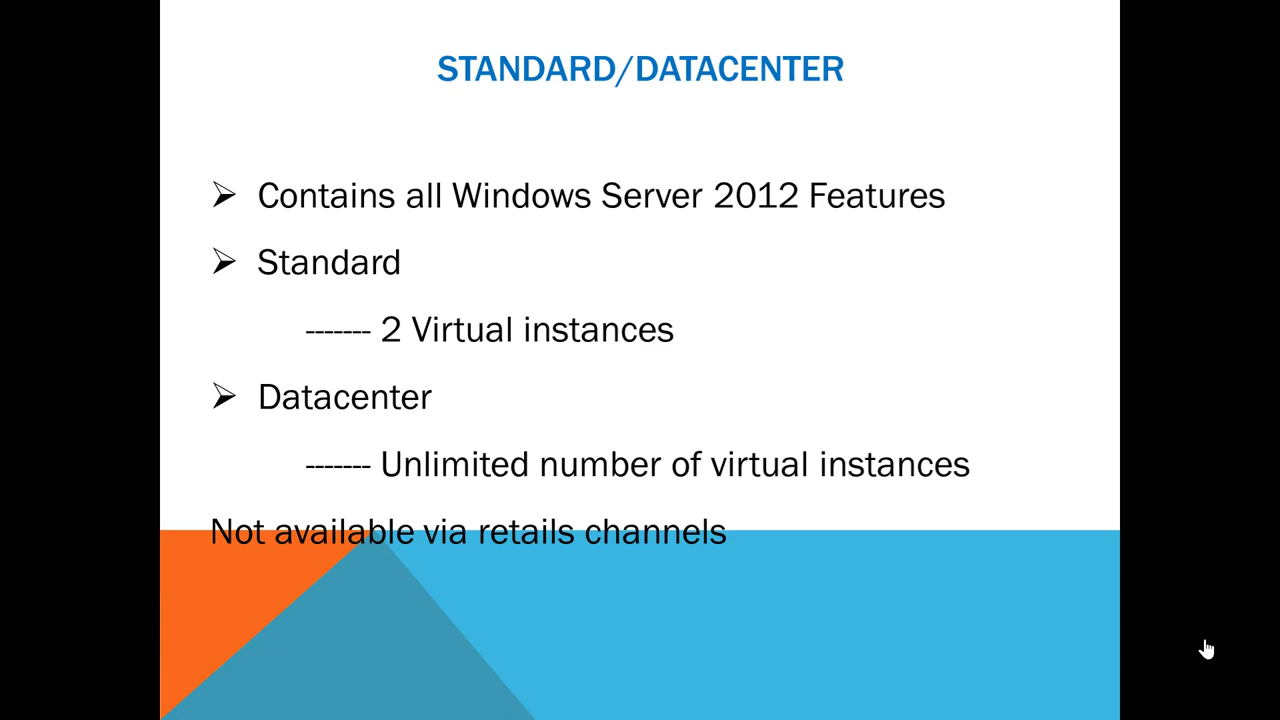 STANDARD/DATACENTER
➢ Contains all Windows Server 2012 Features
➢ Standard
------- 2 Virtual instances
➢ Datacenter
------- Unlimited number of virtual instances
Not available via retails channels